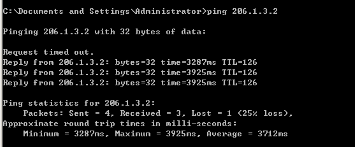 C:\Documents and Settings\Administrator>ping 206.1.3.2
Pinging 206.1.3.2 with 32 bytes of data:
Request timed out.
Reply from 206.1.3.2: bytes=32 time=3287ms TTL=126
Reply from 206.1.3.2: bytes=32 time=3925ms TTL=126
Reply from 206.1.3.2: bytes=32 time=3925ms TTL=126
Ping statistics for 206.1.3.2:
Packets: Sent = 4, Received = 3, Lost = 1 (25% loss),
Approximate round trip times in milli-seconds:
Minimum = 3287ms, Maximum = 3925ms, Average = 3712ms